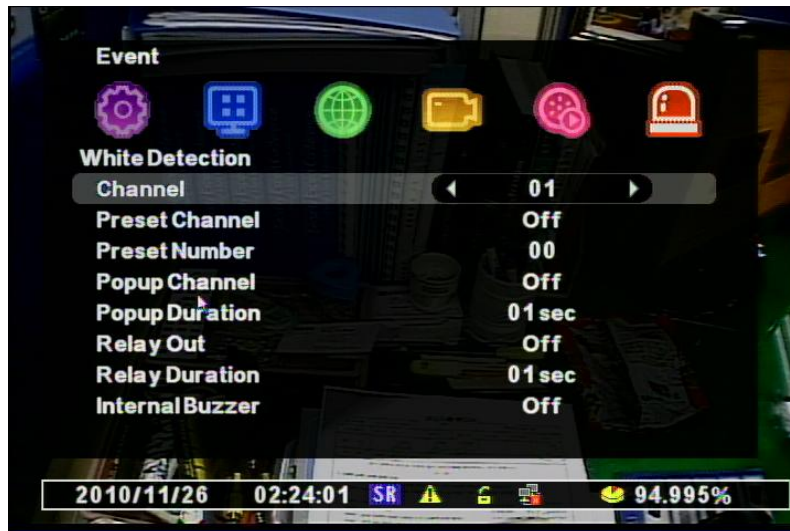 Event
White Detection
Channel 01
Preset Channel Off
Preset Number 00
Popup Channel Off
Popup Duration 01 sec
Relay Out Off
Relay Duration 01 sec
Internal Buzzer Off
2010/11/26 02:24:01 SR 94.995%